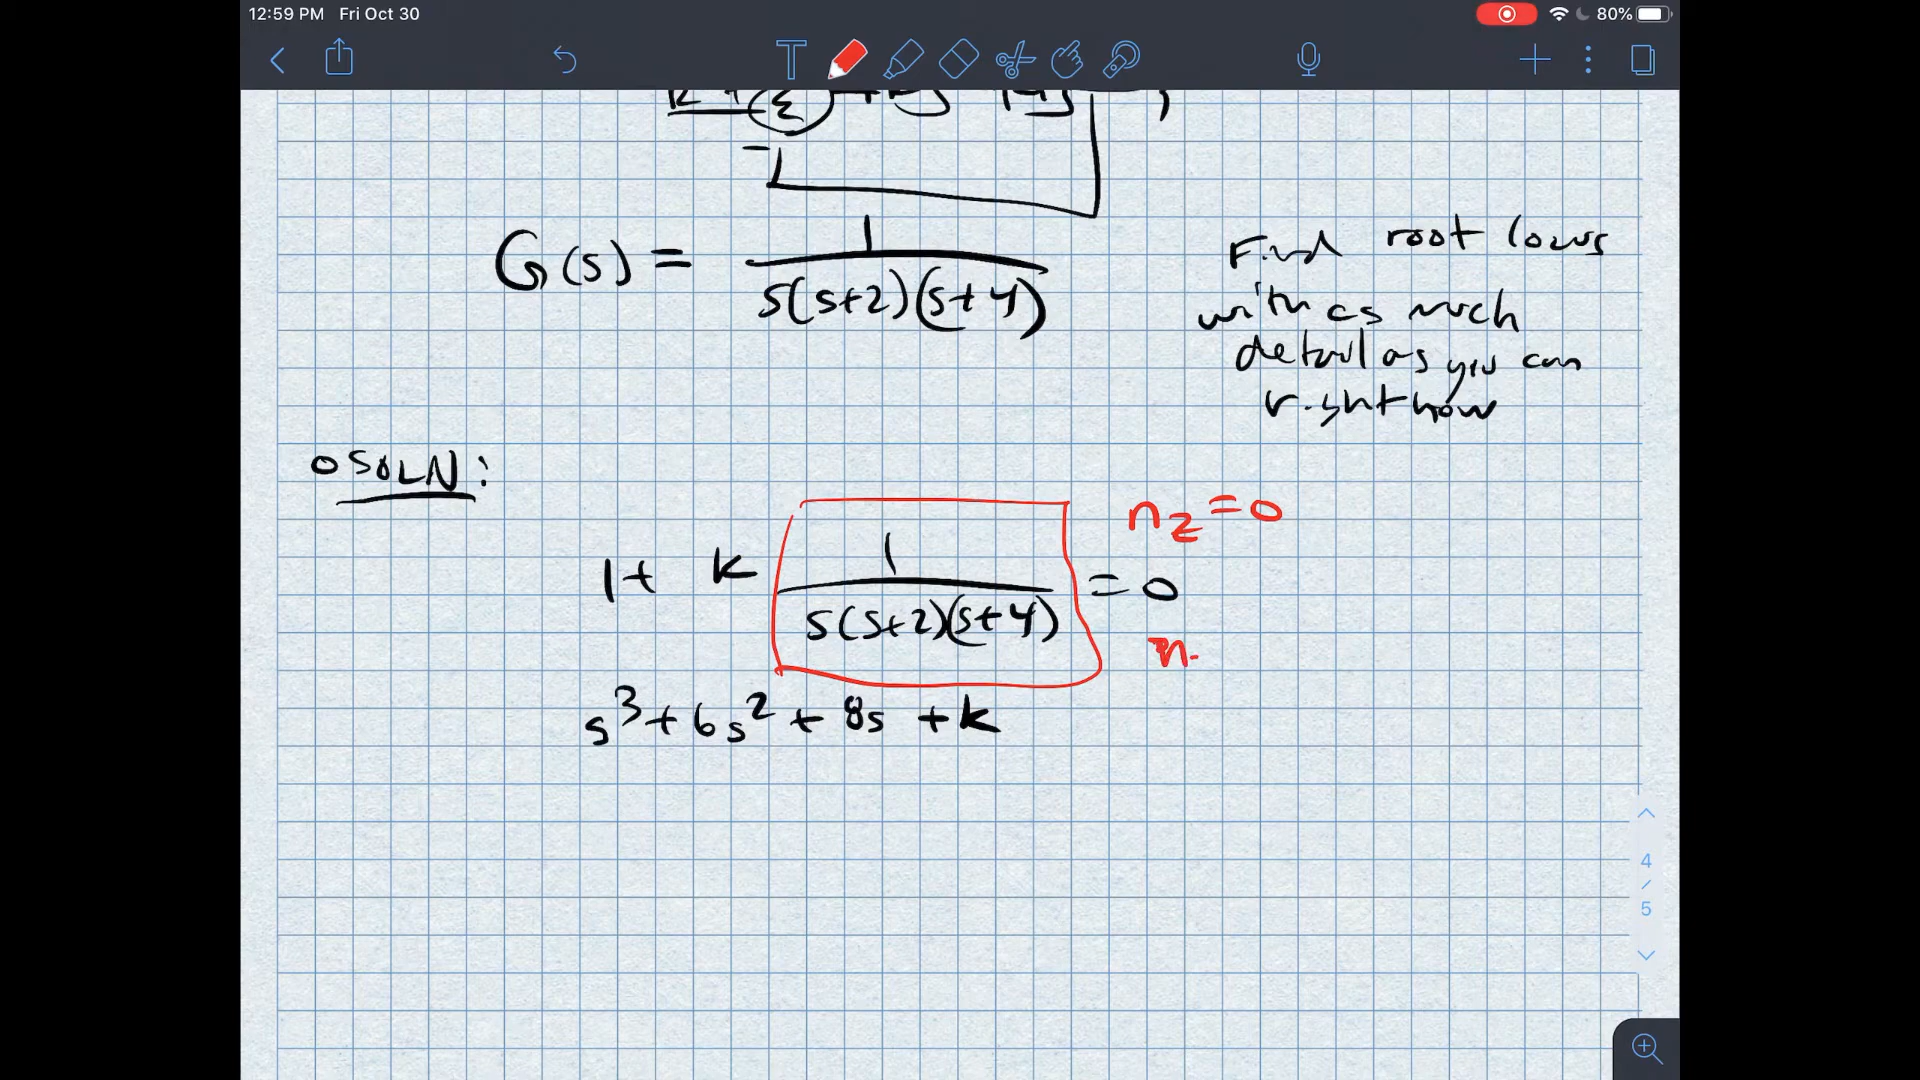 12:59 PM Fri Oct 30
80%
G(s) = 1 / s(s+2)(s+4)
Find root locus
with as much
detail as you can
right now
o SOLN:
n_z = 0
1 + k 1 / s(s+2)(s+4) = 0
n
s^3 + 6s^2 + 8s + k
4
/
5